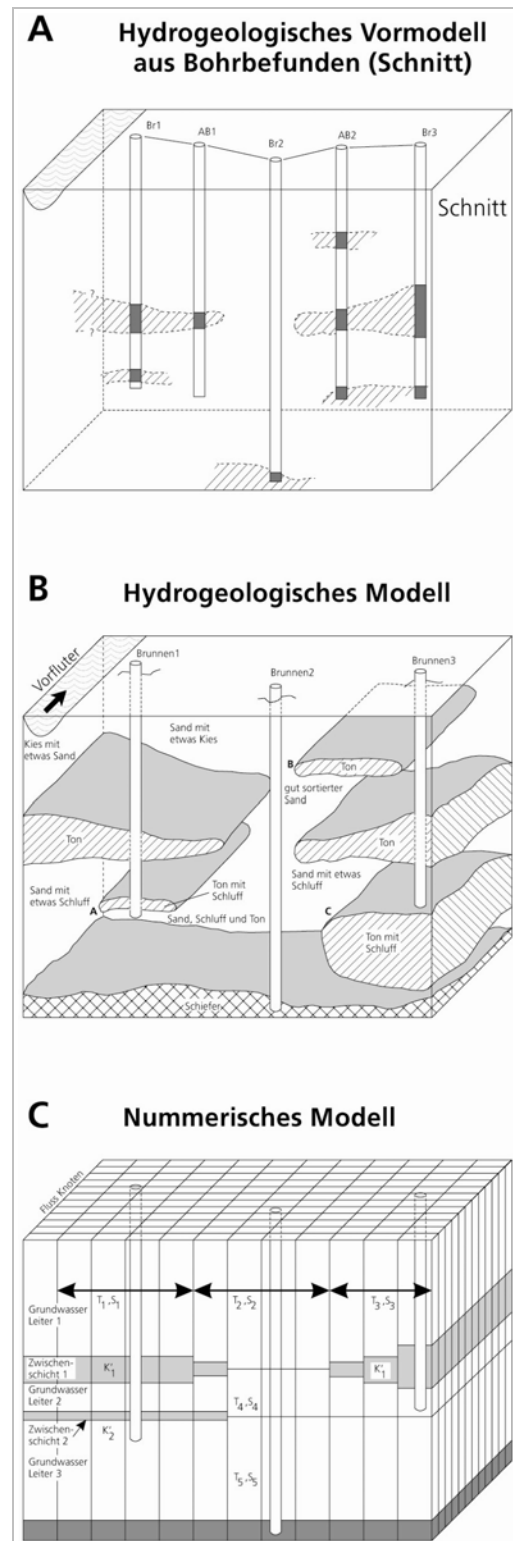 A
Hydrogeologisches Vormodell
aus Bohrbefunden (Schnitt)
Br1
AB1
Br2
AB2
Br3
Schnitt
?
?
B
Hydrogeologisches Modell
Vorfluter
Brunnen1
Brunnen2
Brunnen3
Kies mit
etwas Sand
Sand mit
etwas Kies
B
Ton
gut sortierter
Sand
Ton
Ton
Sand mit etwas
Schluff
Sand mit
etwas Schluff
A
Ton mit
Schluff
Sand, Schluff und Ton
C
Ton mit
Schluff
Schiefer
C
Nummerisches Modell
Fluss Knoten
T₁,S₁
T₂,S₂
T₃,S₃
Grundwasser
Leiter 1
Zwischen-
schicht 1
K'₁
K'₁
Grundwasser
Leiter 2
T₄,S₄
Zwischen-
schicht 2
K'₂
Grundwasser
Leiter 3
T₅,S₅